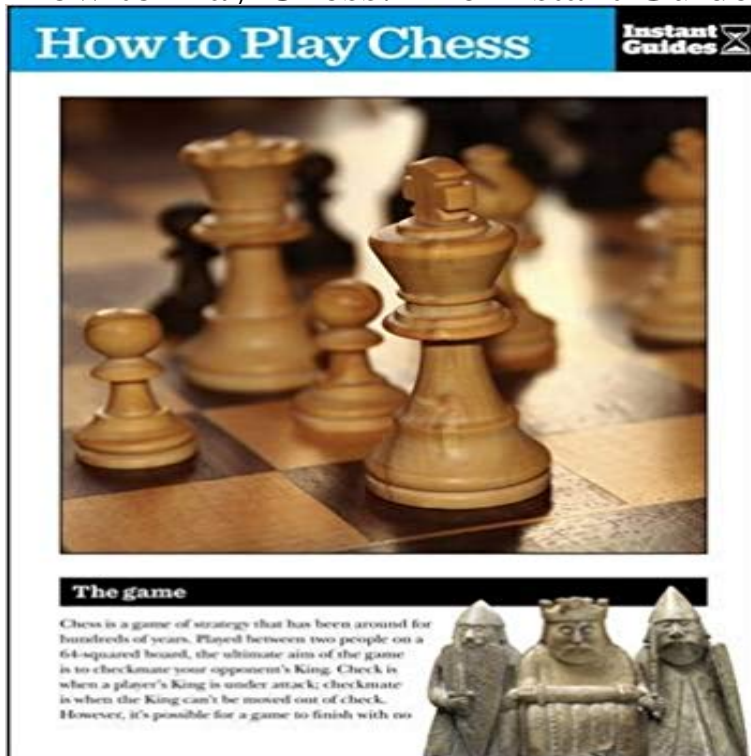 How to Play Chess
Instant
Guides
The game
Chess is a game of strategy that has been around for
hundreds of years. Played between two people on a
64-squared board, the ultimate aim of the game
is to checkmate your opponent's King. Check is
when a player's King is under attack; checkmate
is when the King can't be moved out of check.
However, it's possible for a game to finish with no